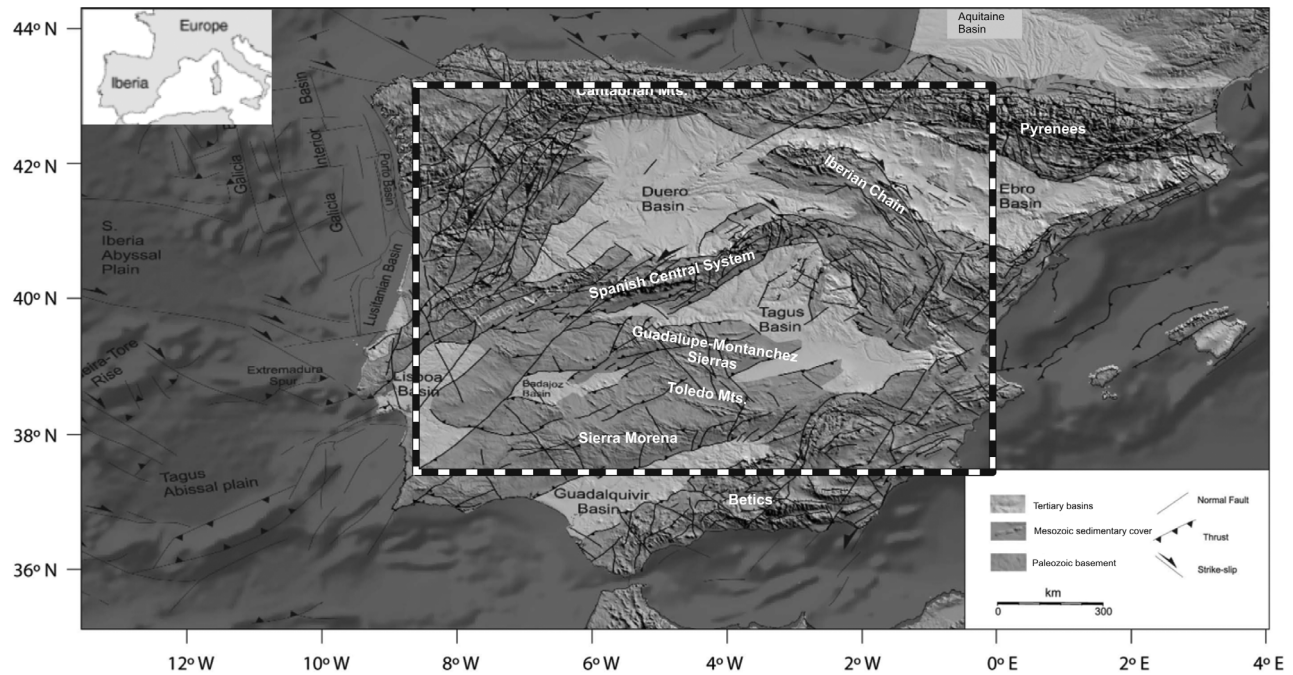 44º N
42º N
40º N
38º N
36º N
Europe
Iberia
Aquitaine
Basin
N
Cantabrian Mts.
Pyrenees
Basin
Interior
Galicia
Galicia
Porto Basin
Duero
Basin
Iberian Chain
Ebro
Basin
S.
Iberia
Abyssal
Plain
Lusitanian Basin
Spanish Central System
Tagus
Basin
Guadalupe-Montanchez
Sierras
Rise
Extremadura
Spur
Lisboa
Basin
Badajoz
Basin
Toledo Mts.
Sierra Morena
Tagus
Abissal plain
Guadalquivir
Basin
Betics
Tertiary basins
Mesozoic sedimentary cover
Paleozoic basement
Normal Fault
Thrust
Strike-slip
km
0 300
12º W 10º W 8º W 6º W 4º W 2º W 0º E 2º E 4º E